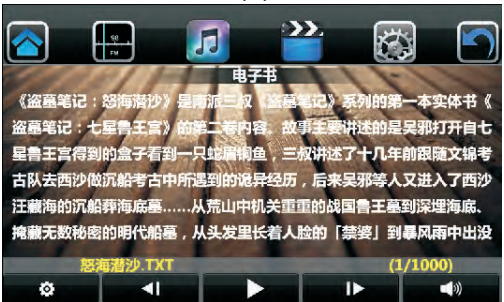 98
FM
电子书
《盗墓笔记：怒海潜沙》是南派三叔《盗墓笔记》系列的第一本实体书《
盗墓笔记：七星鲁王宫》的第二卷内容。故事主要讲述的是吴邪打开自七
星鲁王宫得到的盒子看到一只蛇眉铜鱼，三叔讲述了十几年前跟随文锦考
古队去西沙做沉船考古中所遇到的诡异经历，后来吴邪等人又进入了西沙
汪藏海的沉船葬海底墓......从荒山中机关重重的战国鲁王墓到深埋海底、
掩藏无数秘密的明代船墓，从头发里长着人脸的「禁婆」到暴风雨中出没
怒海潜沙.TXT
(1/1000)